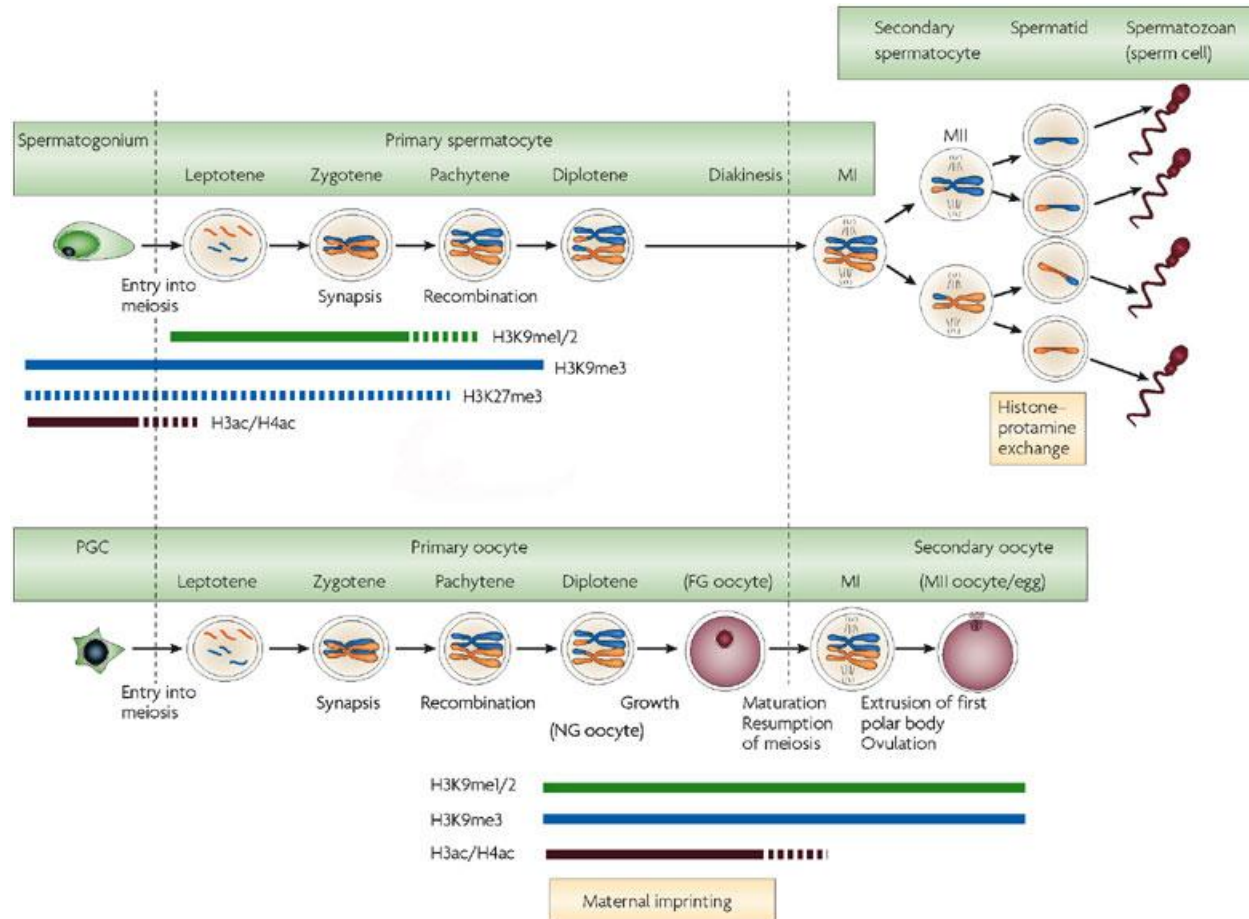 Secondary spermatocyte
Spermatid
Spermatozoan (sperm cell)
Spermatogonium
Primary spermatocyte
Leptotene
Zygotene
Pachytene
Diplotene
Diakinesis
MI
MII
Entry into meiosis
Synapsis
Recombination
H3K9me1/2
H3K9me3
H3K27me3
H3ac/H4ac
Histone–
protamine
exchange
PGC
Primary oocyte
Secondary oocyte
Leptotene
Zygotene
Pachytene
Diplotene
(FG oocyte)
MI
(MII oocyte/egg)
Entry into
meiosis
Synapsis
Recombination
Growth
(NG oocyte)
Maturation
Resumption
of meiosis
Extrusion of first
polar body
Ovulation
H3K9me1/2
H3K9me3
H3ac/H4ac
Maternal imprinting